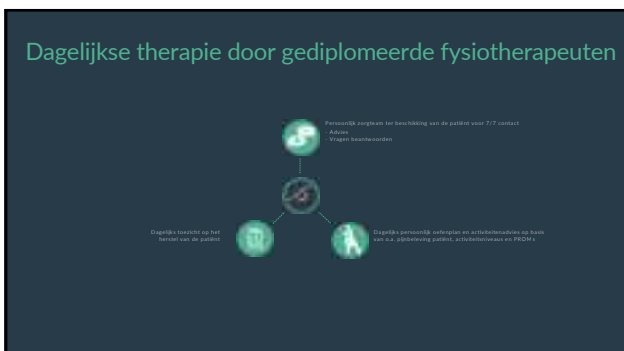 Dagelijkse therapie door gediplomeerde fysiotherapeuten
Persoonlijk zorgteam ter beschikking van de patiënt voor 7/7 contact
- Advies
- Vragen beantwoorden
Dagelijks toezicht op het
herstel van de patiënt
Dagelijks persoonlijk oefenplan en activiteitenadvies op basis
van o.a. pijnbeleving patiënt, activiteitsniveaus en PROMs